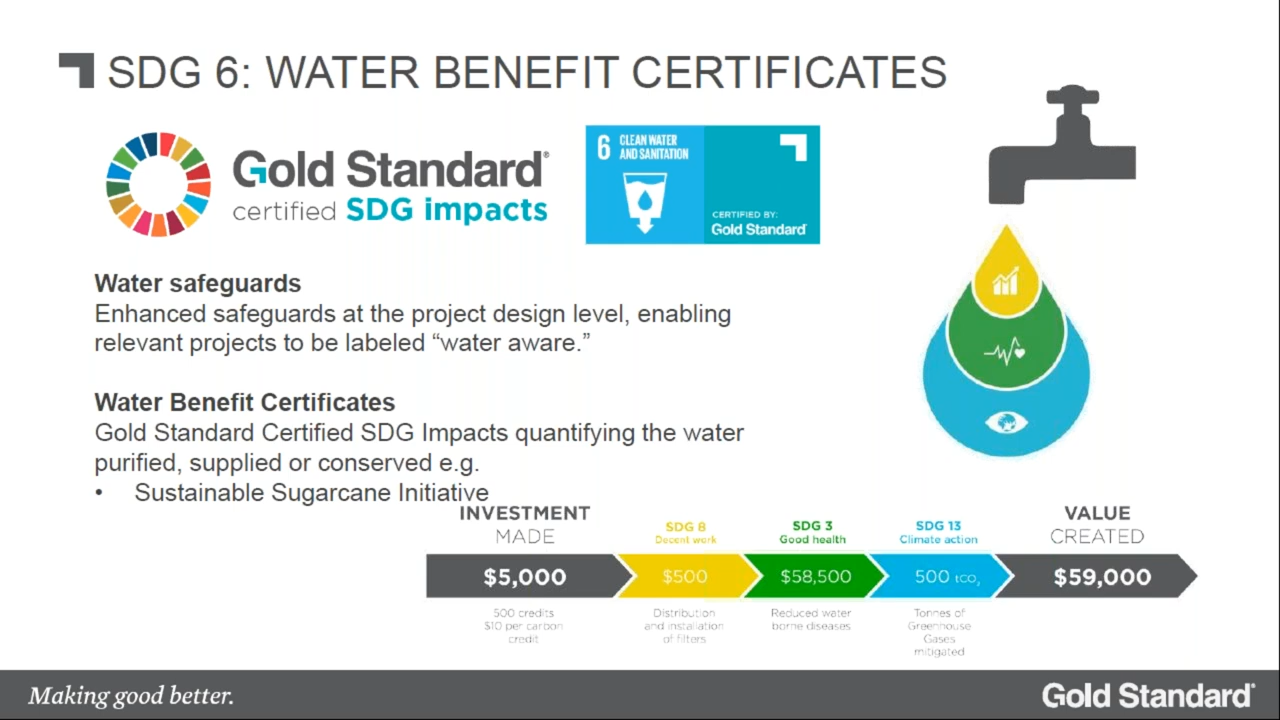 SDG 6: WATER BENEFIT CERTIFICATES
Gold Standard®
certified SDG impacts
6 CLEAN WATER
AND SANITATION
CERTIFIED BY:
Gold Standard®
Water safeguards
Enhanced safeguards at the project design level, enabling
relevant projects to be labeled “water aware.”
Water Benefit Certificates
Gold Standard Certified SDG Impacts quantifying the water
purified, supplied or conserved e.g.
• Sustainable Sugarcane Initiative
INVESTMENT
MADE
$5,000
500 credits
$10 per carbon
credit
SDG 8
Decent work
$500
Distribution
and installation
of filters
SDG 3
Good health
$58,500
Reduced water
borne diseases
SDG 13
Climate action
500 tCO₂
Tonnes of
Greenhouse
Gases
mitigated
VALUE
CREATED
$59,000
Making good better.
Gold Standard®